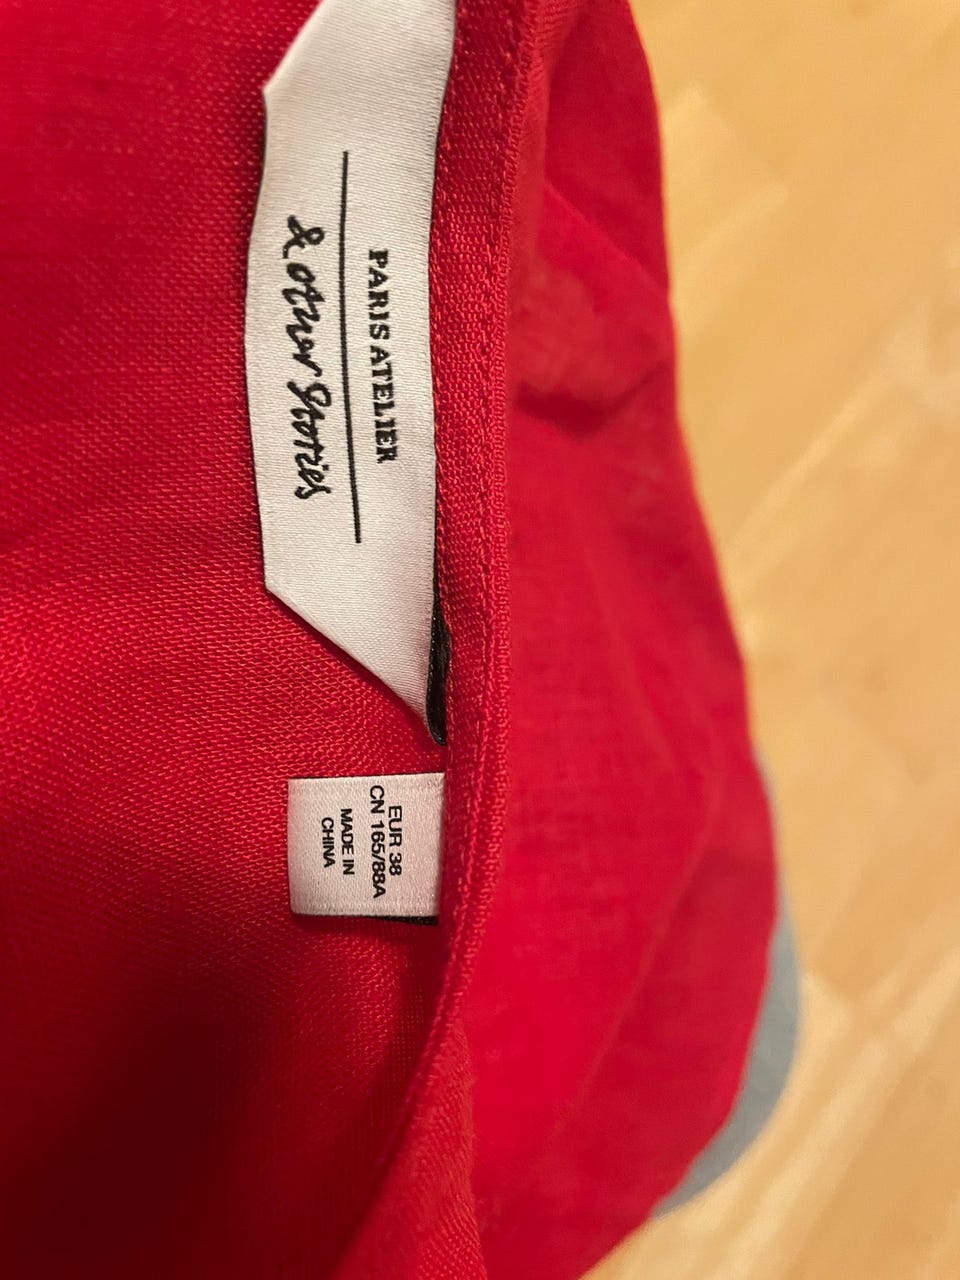 PARIS ATELIER
& other Stories
EUR 38
CN 165/88A
MADE IN
CHINA